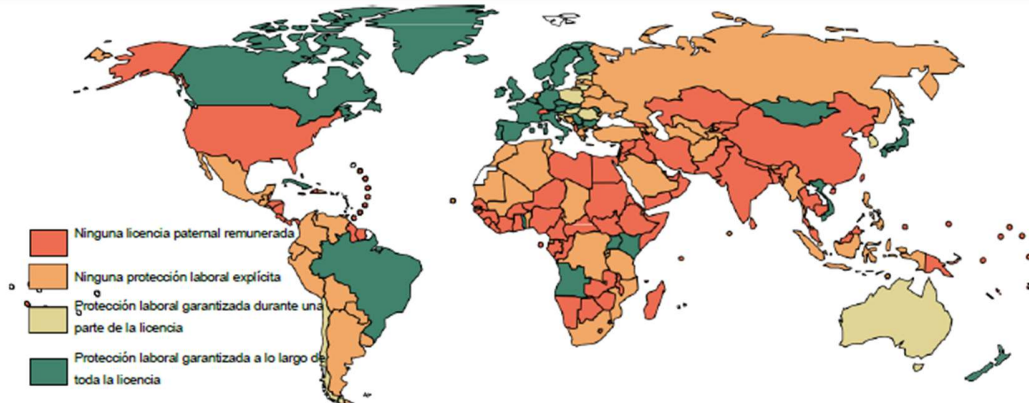 Ninguna licencia paternal remunerada
Ninguna protección laboral explícita
Protección laboral garantizada durante una
parte de la licencia
Protección laboral garantizada a lo largo de
toda la licencia